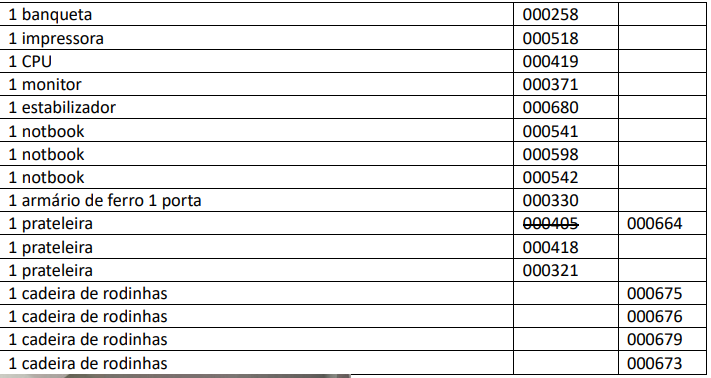 1 banqueta 000258
1 impressora 000518
1 CPU 000419
1 monitor 000371
1 estabilizador 000680
1 notbook 000541
1 notbook 000598
1 notbook 000542
1 armário de ferro 1 porta 000330
1 prateleira 000405 000664
1 prateleira 000418
1 prateleira 000321
1 cadeira de rodinhas 000675
1 cadeira de rodinhas 000676
1 cadeira de rodinhas 000679
1 cadeira de rodinhas 000673